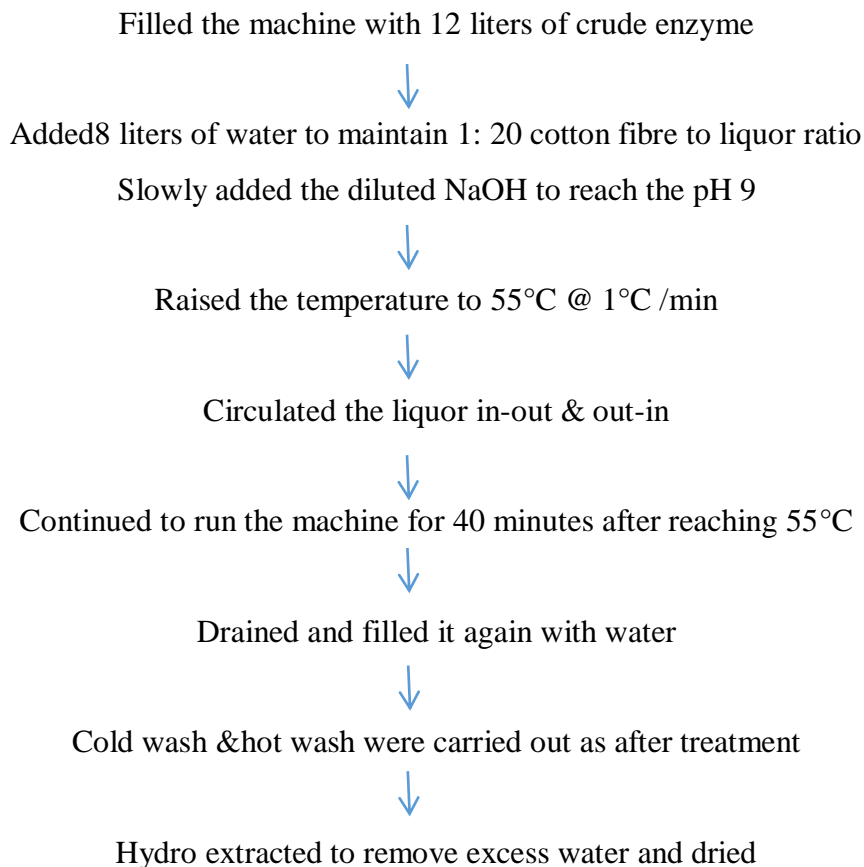 Filled the machine with 12 liters of crude enzyme
Added8 liters of water to maintain 1: 20 cotton fibre to liquor ratio
Slowly added the diluted NaOH to reach the pH 9
Raised the temperature to 55°C @ 1°C /min
Circulated the liquor in-out & out-in
Continued to run the machine for 40 minutes after reaching 55°C
Drained and filled it again with water
Cold wash &hot wash were carried out as after treatment
Hydro extracted to remove excess water and dried